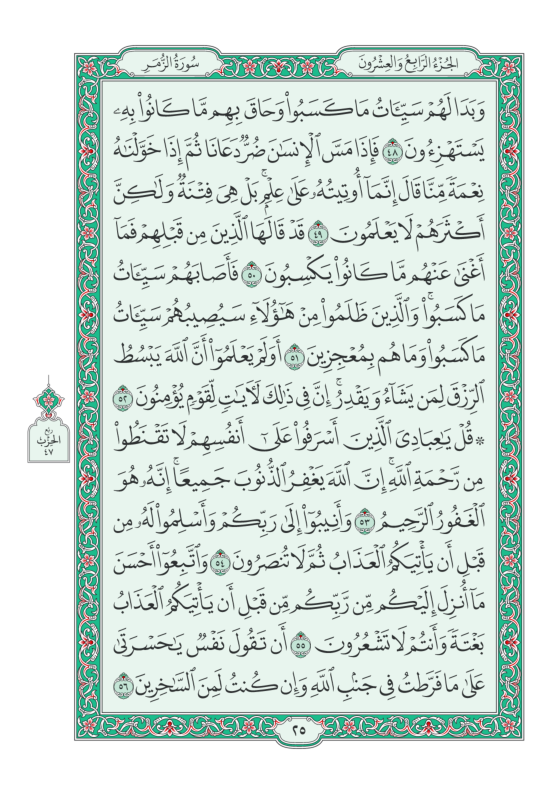 سُورَةُ الزُّمَرِ
الجُزْءُ الرَّابِعُ وَالعِشْرُونَ
وَبَدَا لَهُمْ سَيِّـَٔاتُ مَا كَسَبُوا۟ وَحَاقَ بِهِم مَّا كَانُوا۟ بِهِۦ
يَسْتَهْزِءُونَ ٤٨ فَإِذَا مَسَّ ٱلْإِنسَٰنَ ضُرٌّ دَعَانَا ثُمَّ إِذَا خَوَّلْنَٰهُ
نِعْمَةً مِّنَّا قَالَ إِنَّمَآ أُوتِيتُهُۥ عَلَىٰ عِلْمٍۭ ۚ بَلْ هِىَ فِتْنَةٌ وَلَٰكِنَّ
أَكْثَرَهُمْ لَا يَعْلَمُونَ ٤٩ قَدْ قَالَهَا ٱلَّذِينَ مِن قَبْلِهِمْ فَمَآ
أَغْنَىٰ عَنْهُم مَّا كَانُوا۟ يَكْسِبُونَ ٥٠ فَأَصَابَهُمْ سَيِّـَٔاتُ
مَا كَسَبُوا۟ ۚ وَٱلَّذِينَ ظَلَمُوا۟ مِنْ هَٰٓؤُلَآءِ سَيُصِيبُهُمْ سَيِّـَٔاتُ
مَا كَسَبُوا۟ وَمَا هُم بِمُعْجِزِينَ ٥١ أَوَلَمْ يَعْلَمُوٓا۟ أَنَّ ٱللَّهَ يَبْسُطُ
ٱلرِّزْقَ لِمَن يَشَآءُ وَيَقْدِرُ ۚ إِنَّ فِى ذَٰلِكَ لَءَايَٰتٍ لِّقَوْمٍ يُؤْمِنُونَ ٥٢
۞ قُلْ يَٰعِبَادِىَ ٱلَّذِينَ أَسْرَفُوا۟ عَلَىٰٓ أَنفُسِهِمْ لَا تَقْنَطُوا۟
مِن رَّحْمَةِ ٱللَّهِ ۚ إِنَّ ٱللَّهَ يَغْفِرُ ٱلذُّنُوبَ جَمِيعًا ۚ إِنَّهُۥ هُوَ
ٱلْغَفُورُ ٱلرَّحِيمُ ٥٣ وَأَنِيبُوٓا۟ إِلَىٰ رَبِّكُمْ وَأَسْلِمُوا۟ لَهُۥ مِن
قَبْلِ أَن يَأْتِيَكُمُ ٱلْعَذَابُ ثُمَّ لَا تُنصَرُونَ ٥٤ وَٱتَّبِعُوٓا۟ أَحْسَنَ
مَآ أُنزِلَ إِلَيْكُم مِّن رَّبِّكُم مِّن قَبْلِ أَن يَأْتِيَكُمُ ٱلْعَذَابُ
بَغْتَةً وَأَنتُمْ لَا تَشْعُرُونَ ٥٥ أَن تَقُولَ نَفْسٌ يَٰحَسْرَتَىٰ
عَلَىٰ مَا فَرَّطتُ فِى جَنۢبِ ٱللَّهِ وَإِن كُنتُ لَمِنَ ٱلسَّٰخِرِينَ ٥٦
ربع
الحزب
٤٧
٢٥